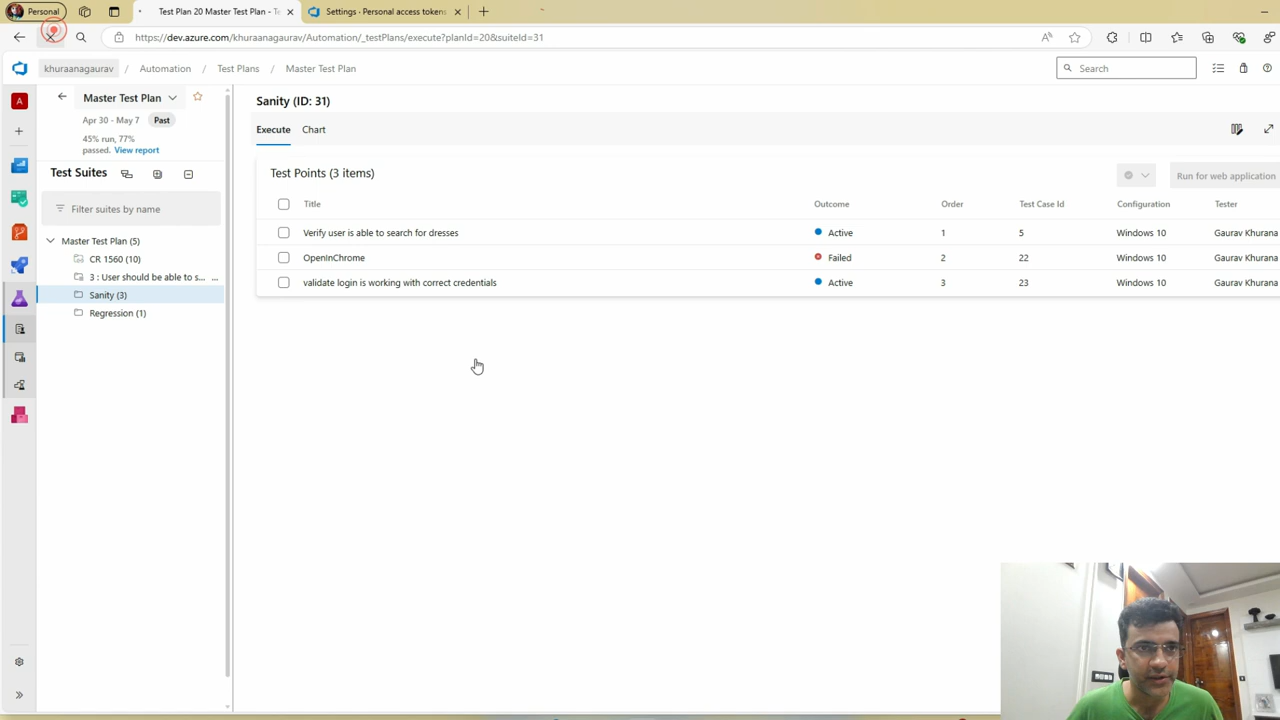 Personal
Test Plan 20 Master Test Plan - Te
Settings · Personal access tokens
https://dev.azure.com/khuraanagaurav/Automation/_testPlans/execute?planId=20&suiteId=31
khuraanagaurav / Automation / Test Plans / Master Test Plan
Search
A
Master Test Plan
Apr 30 - May 7 Past
45% run, 77%
passed. View report
Test Suites
Filter suites by name
Master Test Plan (5)
CR 1560 (10)
3 : User should be able to s... ...
Sanity (3)
Regression (1)
Sanity (ID: 31)
Execute Chart
Test Points (3 items)
Run for web application
Title Outcome Order Test Case Id Configuration Tester
Verify user is able to search for dresses Active 1 5 Windows 10 Gaurav Khurana
OpenInChrome Failed 2 22 Windows 10 Gaurav Khurana
validate login is working with correct credentials Active 3 23 Windows 10 Gaurav Khurana